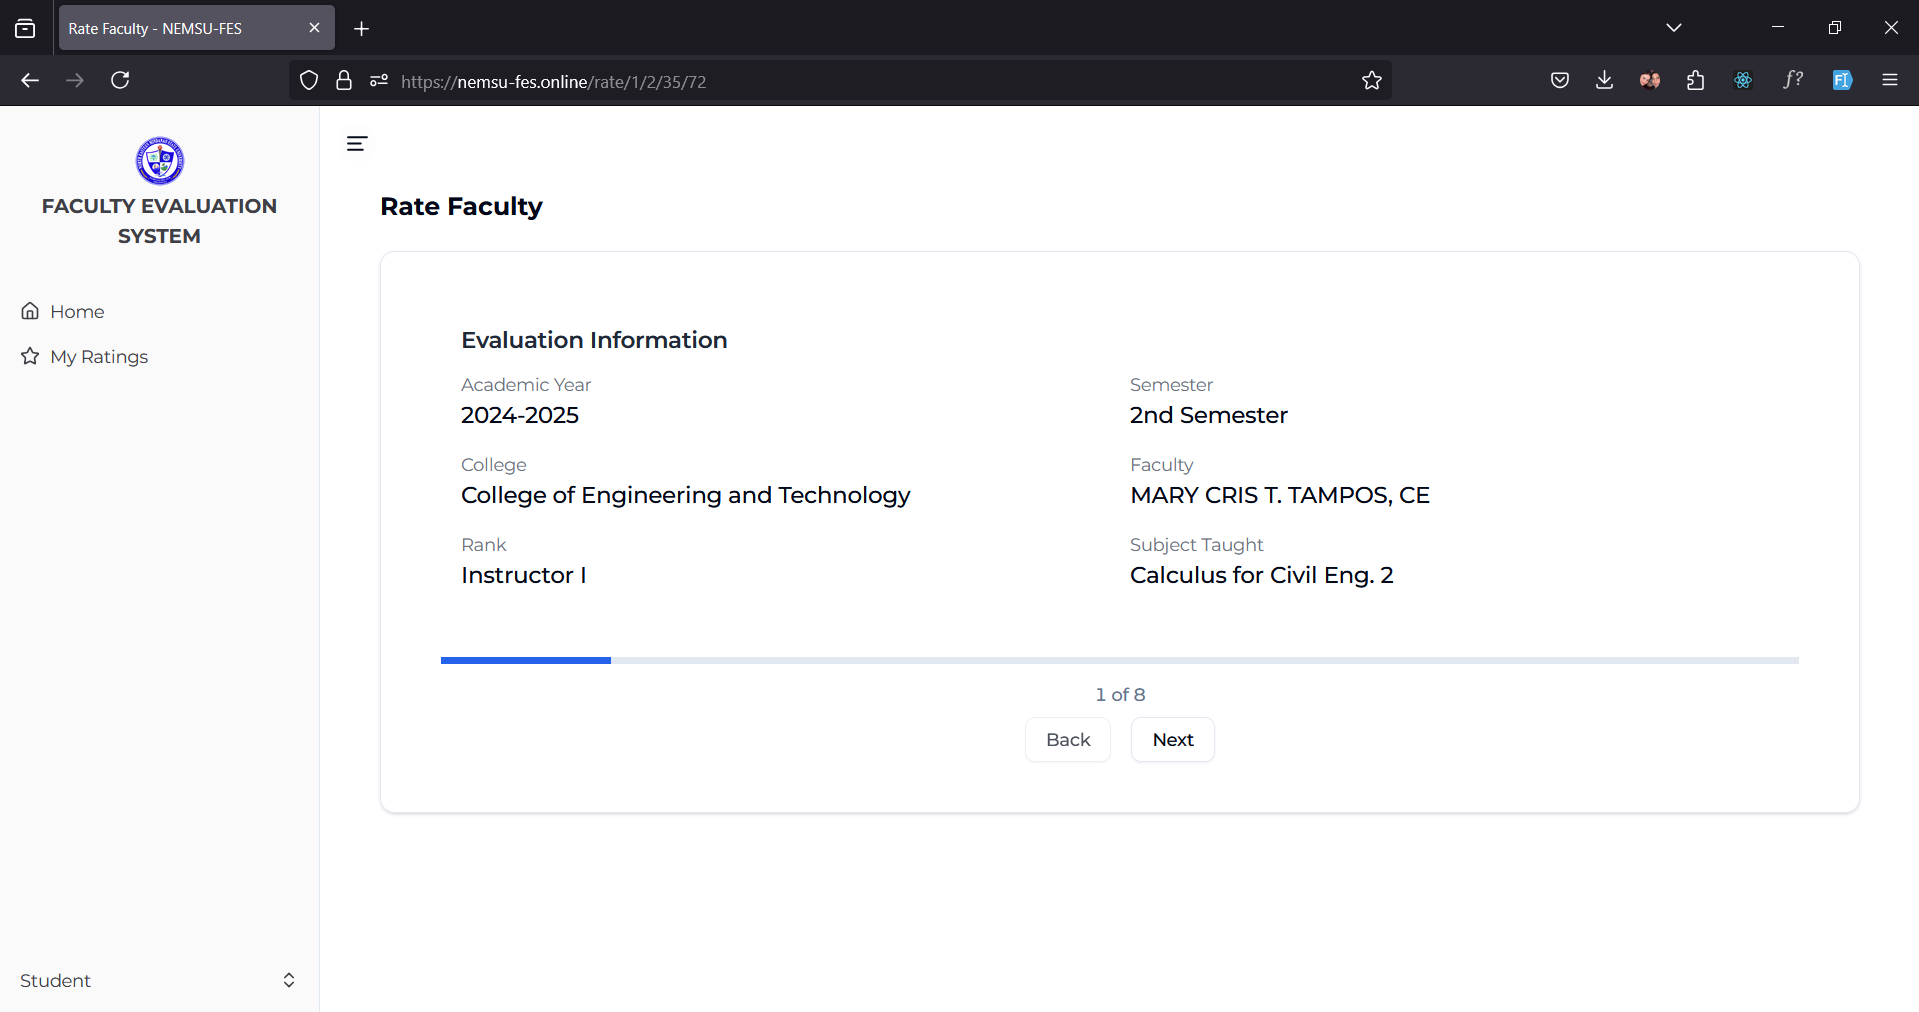 Rate Faculty - NEMSU-FES
https://nemsu-fes.online/rate/1/2/35/72
f?
FI
FACULTY EVALUATION
SYSTEM
Home
My Ratings
Student
Rate Faculty
Evaluation Information
Academic Year
2024-2025
Semester
2nd Semester
College
College of Engineering and Technology
Faculty
MARY CRIS T. TAMPOS, CE
Rank
Instructor I
Subject Taught
Calculus for Civil Eng. 2
1 of 8
Back
Next